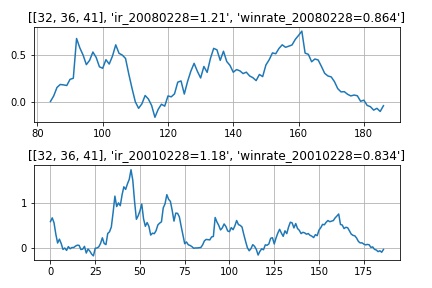 [[32, 36, 41], 'ir_20080228=1.21', 'winrate_20080228=0.864']
0.5
0.0
80 100 120 140 160 180
[[32, 36, 41], 'ir_20010228=1.18', 'winrate_20010228=0.834']
1
0
0 25 50 75 100 125 150 175